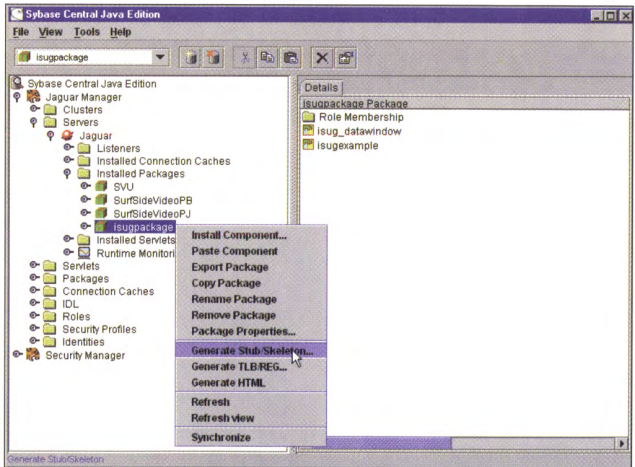 Sybase Central Java Edition
File View Tools Help
isugpackage
Sybase Central Java Edition
Jaguar Manager
Clusters
Servers
Jaguar
Listeners
Installed Connection Caches
Installed Packages
SVU
SurfSideVideoPB
SurfSideVideoPJ
isugpackage
Installed Servlets
Runtime Monitori
Servlets
Packages
Connection Caches
IDL
Roles
Security Profiles
Identities
Security Manager
Install Component...
Paste Component
Export Package
Copy Package
Rename Package
Remove Package
Package Properties...
Generate Stub/Skeleton...
Generate TLB/REG...
Generate HTML
Refresh
Refresh view
Synchronize
Details
isugpackage Package
Role Membership
isug_datawindow
isugexample
Generate Stub/Skeleton